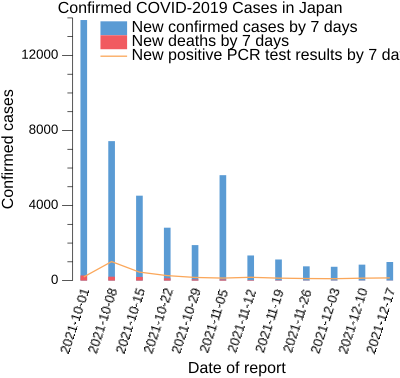 Confirmed COVID-2019 Cases in Japan
New confirmed cases by 7 days
New deaths by 7 days
New positive PCR test results by 7 da
Confirmed cases
12000
8000
4000
0
2021-10-01
2021-10-08
2021-10-15
2021-10-22
2021-10-29
2021-11-05
2021-11-12
2021-11-19
2021-11-26
2021-12-03
2021-12-10
2021-12-17
Date of report